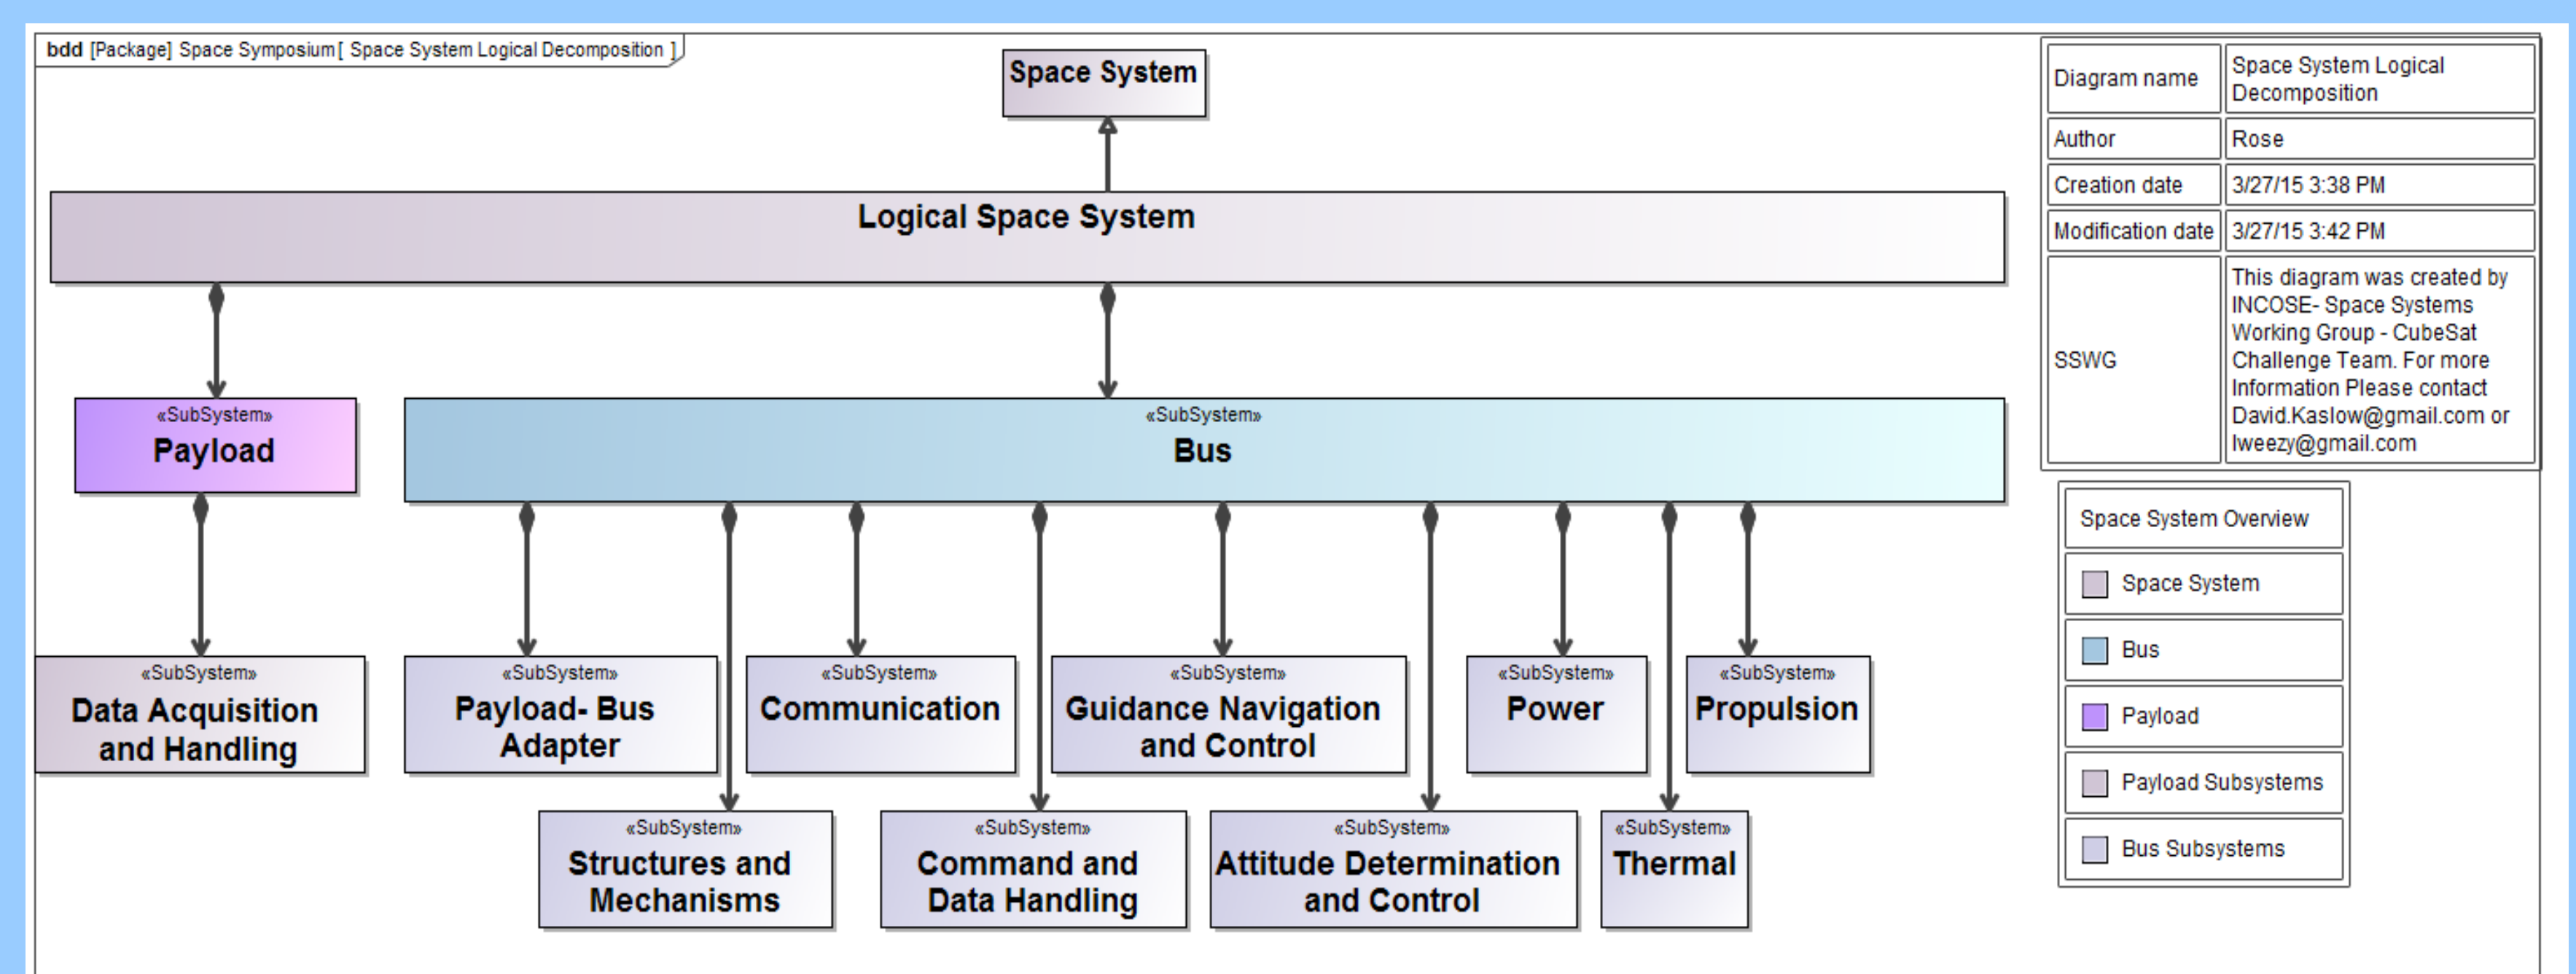 bdd [Package] Space Symposium[ Space System Logical Decomposition ]
Space System
Logical Space System
«SubSystem»
Payload
«SubSystem»
Bus
«SubSystem»
Data Acquisition
and Handling
«SubSystem»
Payload- Bus
Adapter
«SubSystem»
Communication
«SubSystem»
Guidance Navigation
and Control
«SubSystem»
Power
«SubSystem»
Propulsion
«SubSystem»
Structures and
Mechanisms
«SubSystem»
Command and
Data Handling
«SubSystem»
Attitude Determination
and Control
«SubSystem»
Thermal
Diagram name
Space System Logical
Decomposition
Author
Rose
Creation date
3/27/15 3:38 PM
Modification date
3/27/15 3:42 PM
SSWG
This diagram was created by
INCOSE- Space Systems
Working Group - CubeSat
Challenge Team. For more
Information Please contact
David.Kaslow@gmail.com or
lweezy@gmail.com
Space System Overview
Space System
Bus
Payload
Payload Subsystems
Bus Subsystems